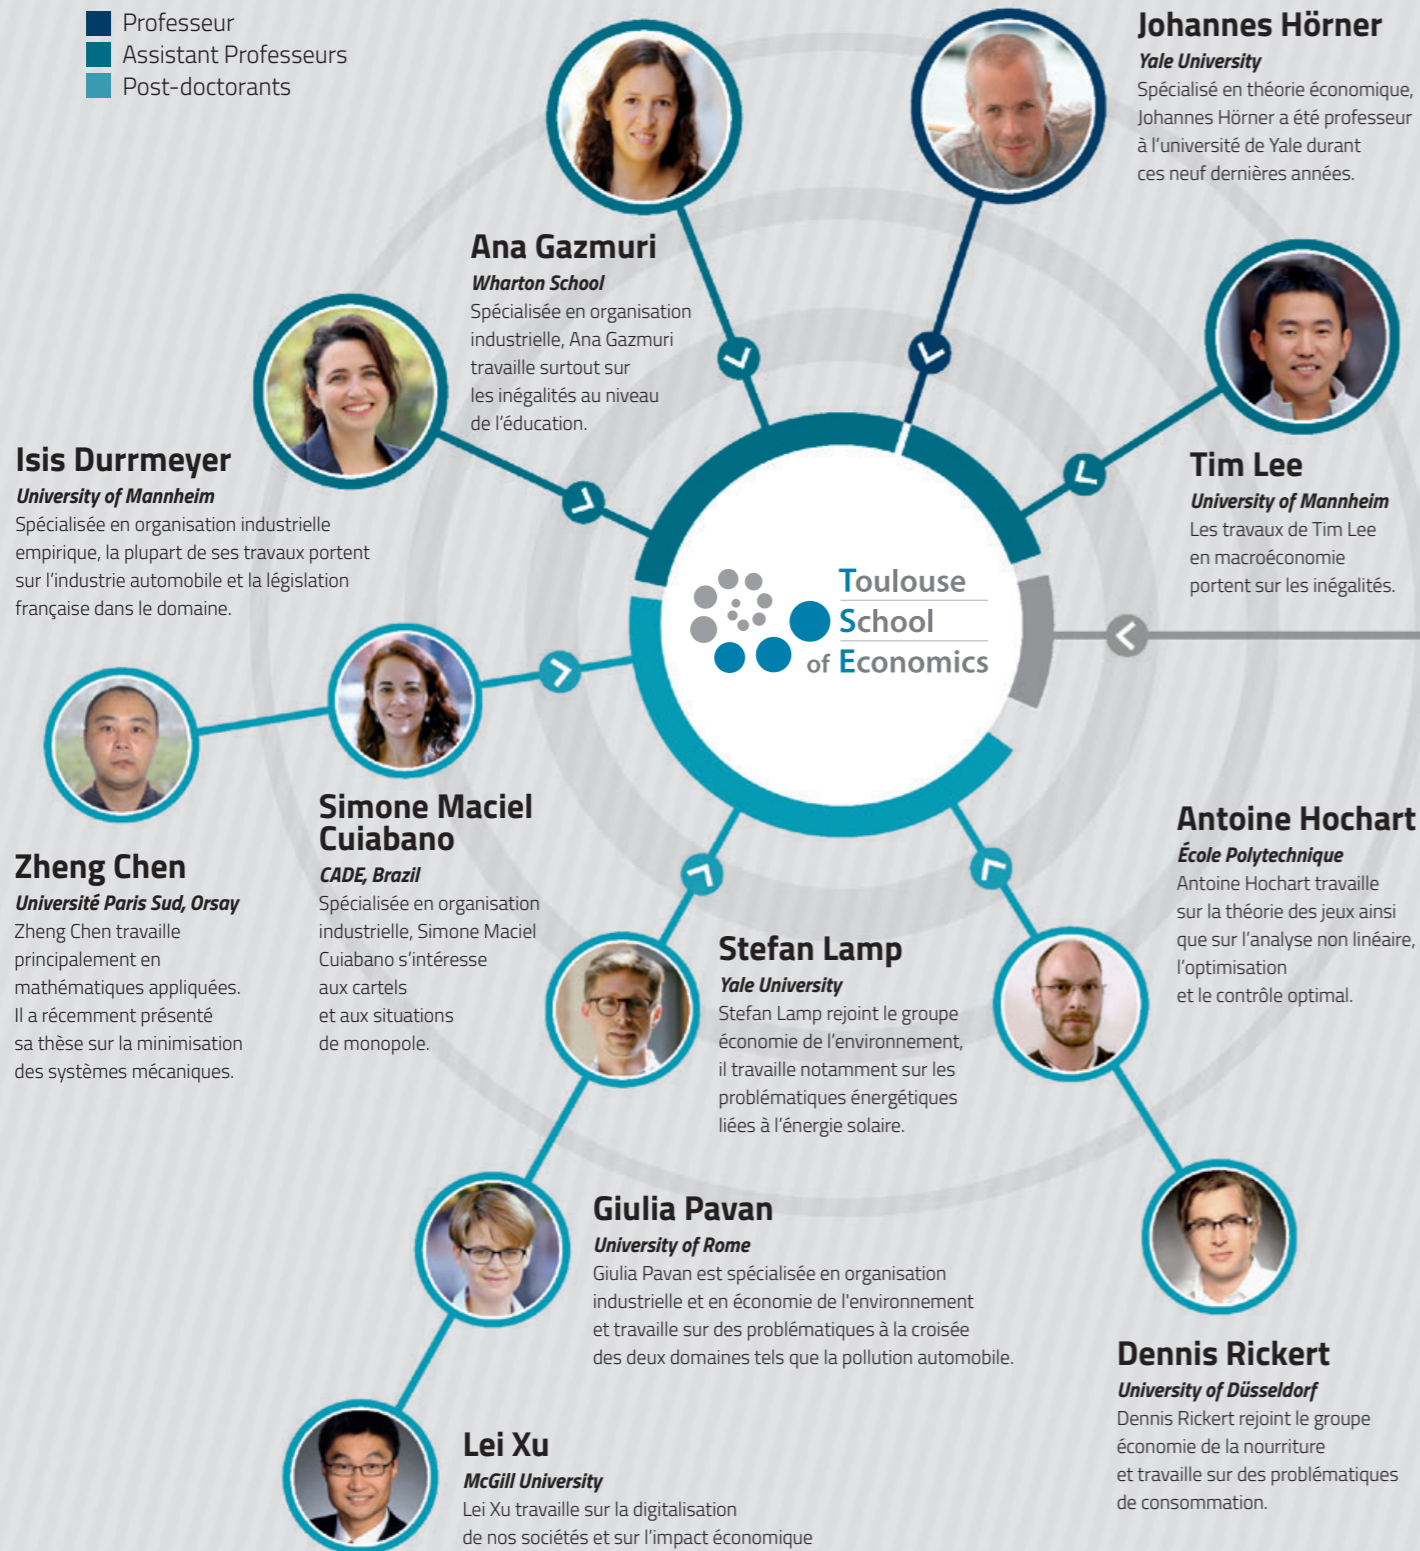 Professeur
Assistant Professeurs
Post-doctorants
Johannes Hörner
Yale University
Spécialisé en théorie économique,
Johannes Hörner a été professeur
à l'université de Yale durant
ces neuf dernières années.
Ana Gazmuri
Wharton School
Spécialisée en organisation
industrielle, Ana Gazmuri
travaille surtout sur
les inégalités au niveau
de l'éducation.
Isis Durrmeyer
University of Mannheim
Spécialisée en organisation industrielle
empirique, la plupart de ses travaux portent
sur l'industrie automobile et la législation
française dans le domaine.
Tim Lee
University of Mannheim
Les travaux de Tim Lee
en macroéconomie
portent sur les inégalités.
Toulouse
School
of Economics
Zheng Chen
Université Paris Sud, Orsay
Zheng Chen travaille
principalement en
mathématiques appliquées.
Il a récemment présenté
sa thèse sur la minimisation
des systèmes mécaniques.
Simone Maciel
Cuiabano
CADE, Brazil
Spécialisée en organisation
industrielle, Simone Maciel
Cuiabano s'intéresse
aux cartels
et aux situations
de monopole.
Stefan Lamp
Yale University
Stefan Lamp rejoint le groupe
économie de l'environnement,
il travaille notamment sur les
problématiques énergétiques
liées à l'énergie solaire.
Antoine Hochart
École Polytechnique
Antoine Hochart travaille
sur la théorie des jeux ainsi
que sur l'analyse non linéaire,
l'optimisation
et le contrôle optimal.
Giulia Pavan
University of Rome
Giulia Pavan est spécialisée en organisation
industrielle et en économie de l'environnement
et travaille sur des problématiques à la croisée
des deux domaines tels que la pollution automobile.
Dennis Rickert
University of Düsseldorf
Dennis Rickert rejoint le groupe
économie de la nourriture
et travaille sur des problématiques
de consommation.
Lei Xu
McGill University
Lei Xu travaille sur la digitalisation
de nos sociétés et sur l'impact économique